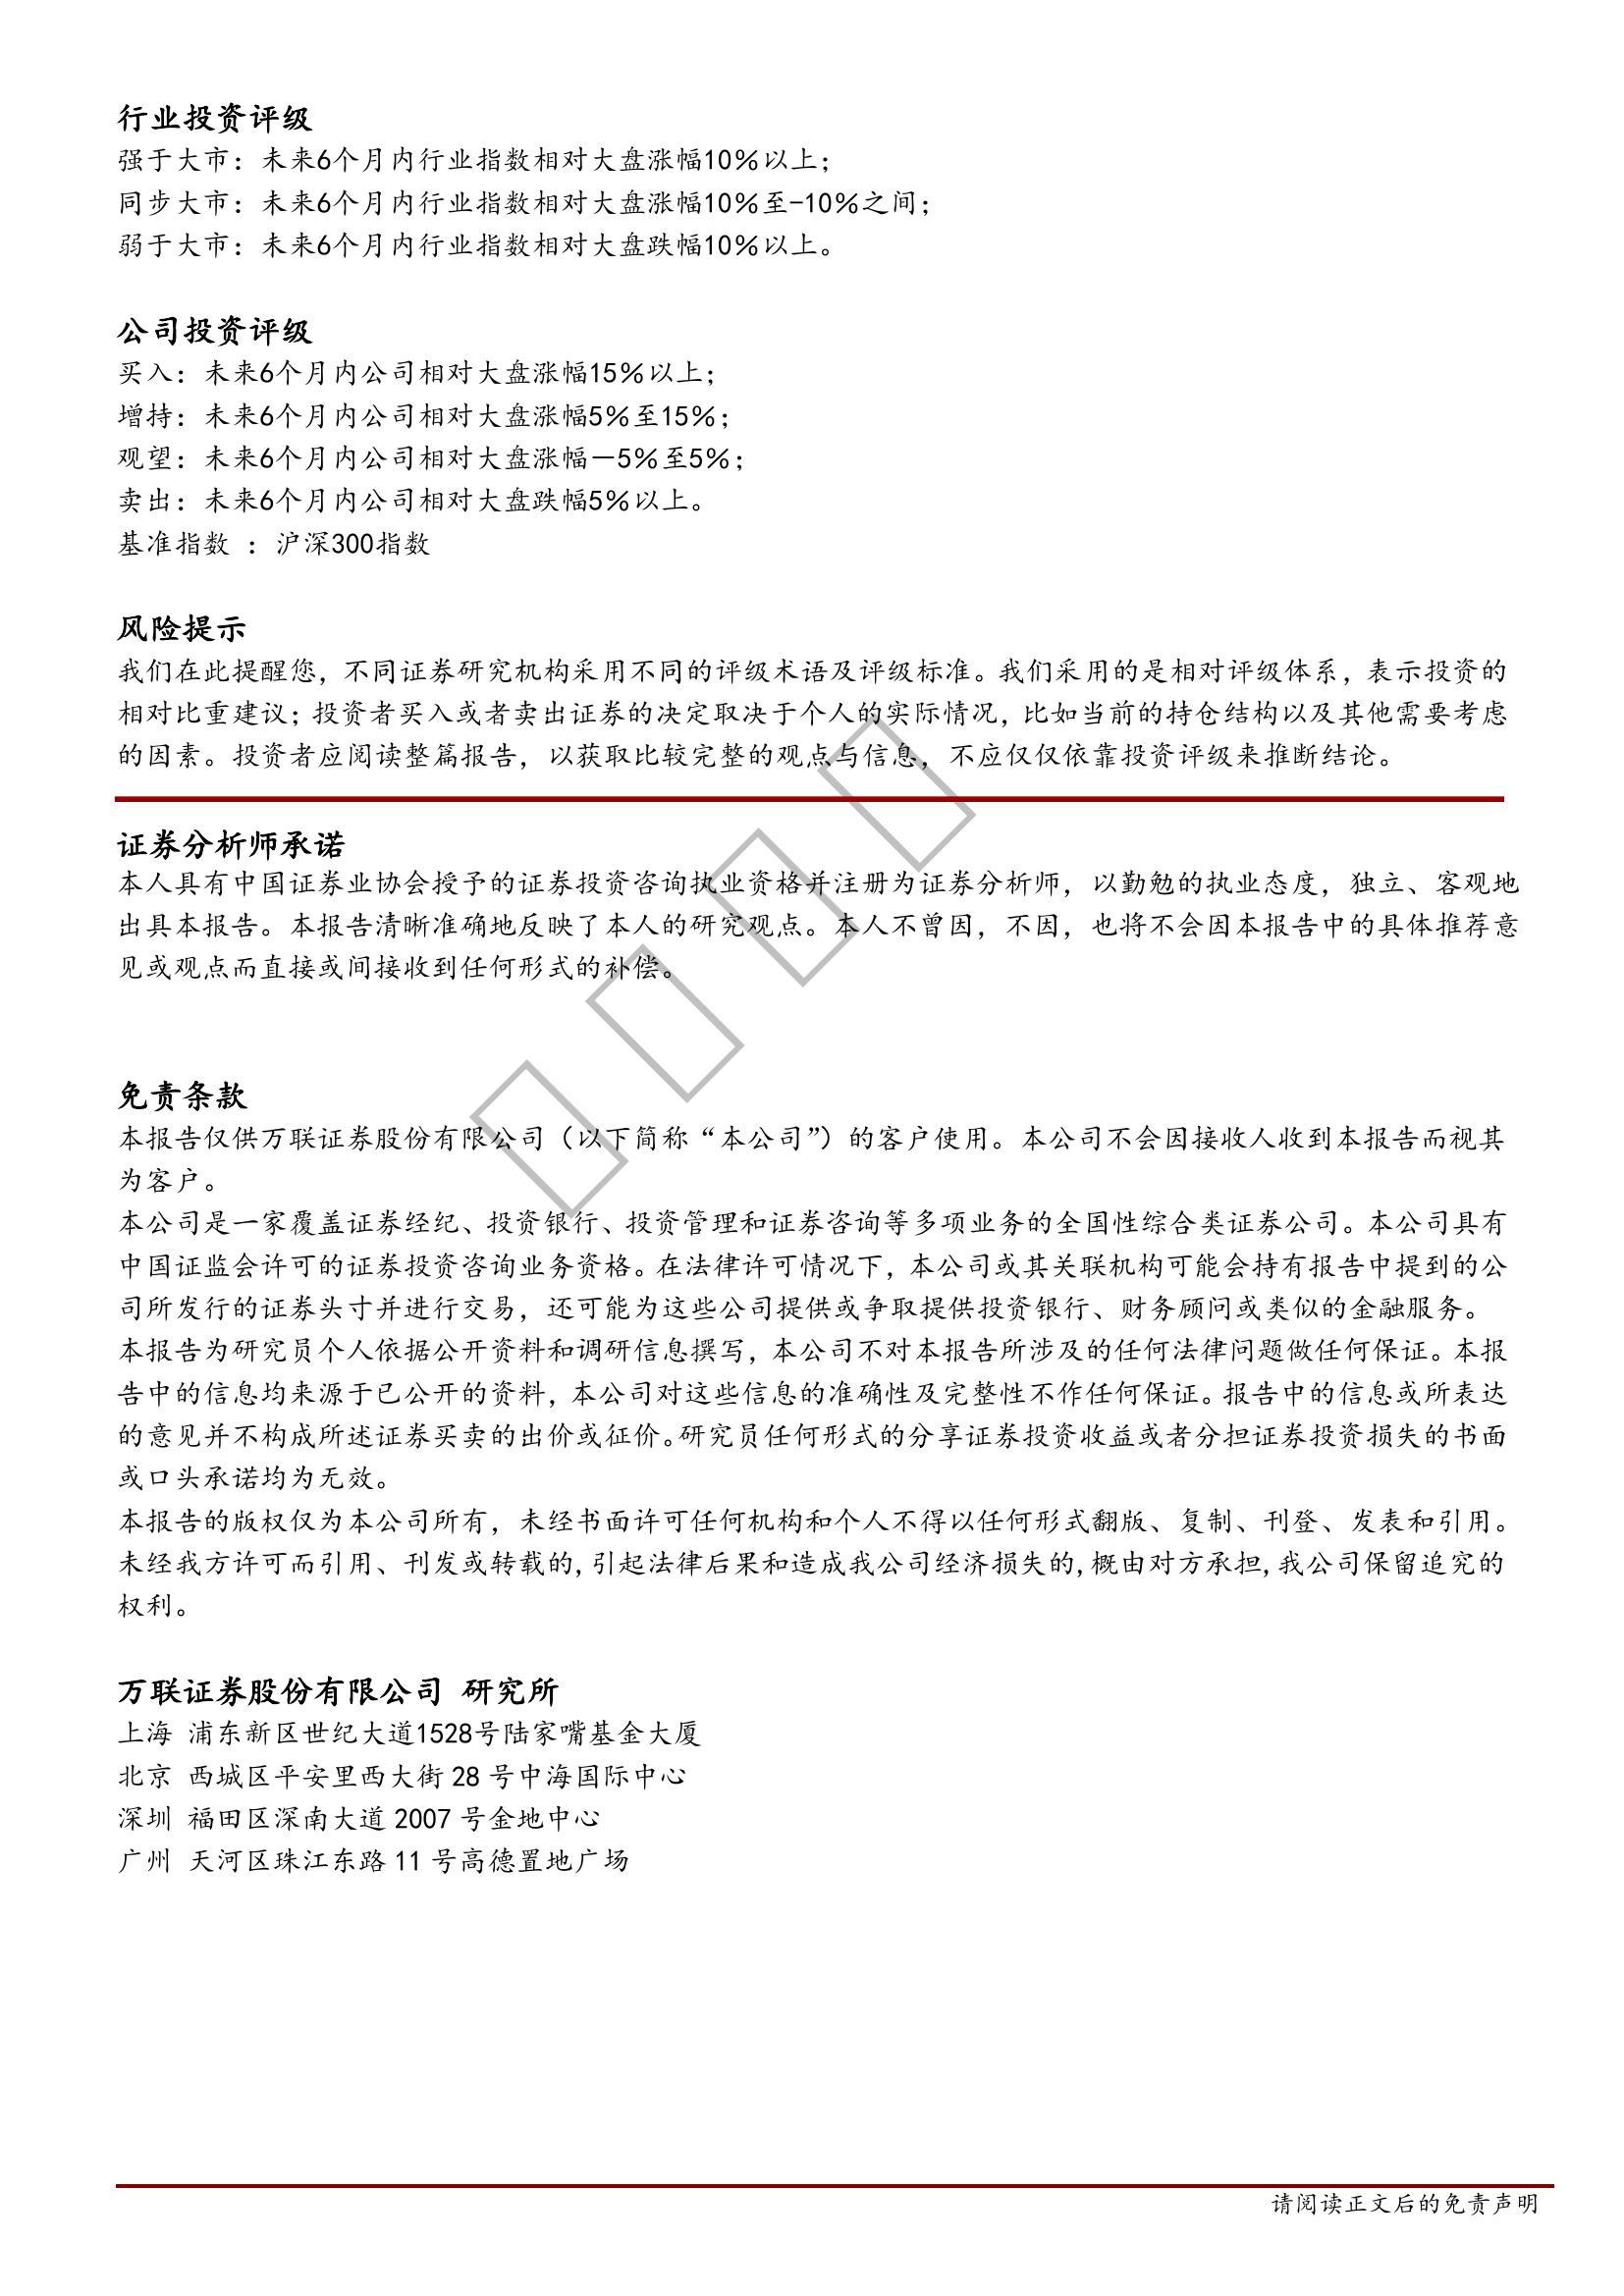 行业投资评级
强于大市：未来6个月内行业指数相对大盘涨幅10％以上；
同步大市：未来6个月内行业指数相对大盘涨幅10％至-10％之间；
弱于大市：未来6个月内行业指数相对大盘跌幅10％以上。
公司投资评级
买入：未来6个月内公司相对大盘涨幅15％以上；
增持：未来6个月内公司相对大盘涨幅5％至15％；
观望：未来6个月内公司相对大盘涨幅－5％至5％；
卖出：未来6个月内公司相对大盘跌幅5％以上。
基准指数 ：沪深300指数
风险提示
我们在此提醒您，不同证券研究机构采用不同的评级术语及评级标准。我们采用的是相对评级体系，表示投资的
相对比重建议；投资者买入或者卖出证券的决定取决于个人的实际情况，比如当前的持仓结构以及其他需要考虑
的因素。投资者应阅读整篇报告，以获取比较完整的观点与信息，不应仅仅依靠投资评级来推断结论。
证券分析师承诺
本人具有中国证券业协会授予的证券投资咨询执业资格并注册为证券分析师，以勤勉的执业态度，独立、客观地
出具本报告。本报告清晰准确地反映了本人的研究观点。本人不曾因，不因，也将不会因本报告中的具体推荐意
见或观点而直接或间接收到任何形式的补偿。
免责条款
本报告仅供万联证券股份有限公司（以下简称“本公司”）的客户使用。本公司不会因接收人收到本报告而视其
为客户。
本公司是一家覆盖证券经纪、投资银行、投资管理和证券咨询等多项业务的全国性综合类证券公司。本公司具有
中国证监会许可的证券投资咨询业务资格。在法律许可情况下，本公司或其关联机构可能会持有报告中提到的公
司所发行的证券头寸并进行交易，还可能为这些公司提供或争取提供投资银行、财务顾问或类似的金融服务。
本报告为研究员个人依据公开资料和调研信息撰写，本公司不对本报告所涉及的任何法律问题做任何保证。本报
告中的信息均来源于已公开的资料，本公司对这些信息的准确性及完整性不作任何保证。报告中的信息或所表达
的意见并不构成所述证券买卖的出价或征价。研究员任何形式的分享证券投资收益或者分担证券投资损失的书面
或口头承诺均为无效。
本报告的版权仅为本公司所有，未经书面许可任何机构和个人不得以任何形式翻版、复制、刊登、发表和引用。
未经我方许可而引用、刊发或转载的,引起法律后果和造成我公司经济损失的,概由对方承担,我公司保留追究的
权利。
万联证券股份有限公司 研究所
上海 浦东新区世纪大道1528号陆家嘴基金大厦
北京 西城区平安里西大街 28 号中海国际中心
深圳 福田区深南大道 2007 号金地中心
广州 天河区珠江东路 11 号高德置地广场
请阅读正文后的免责声明